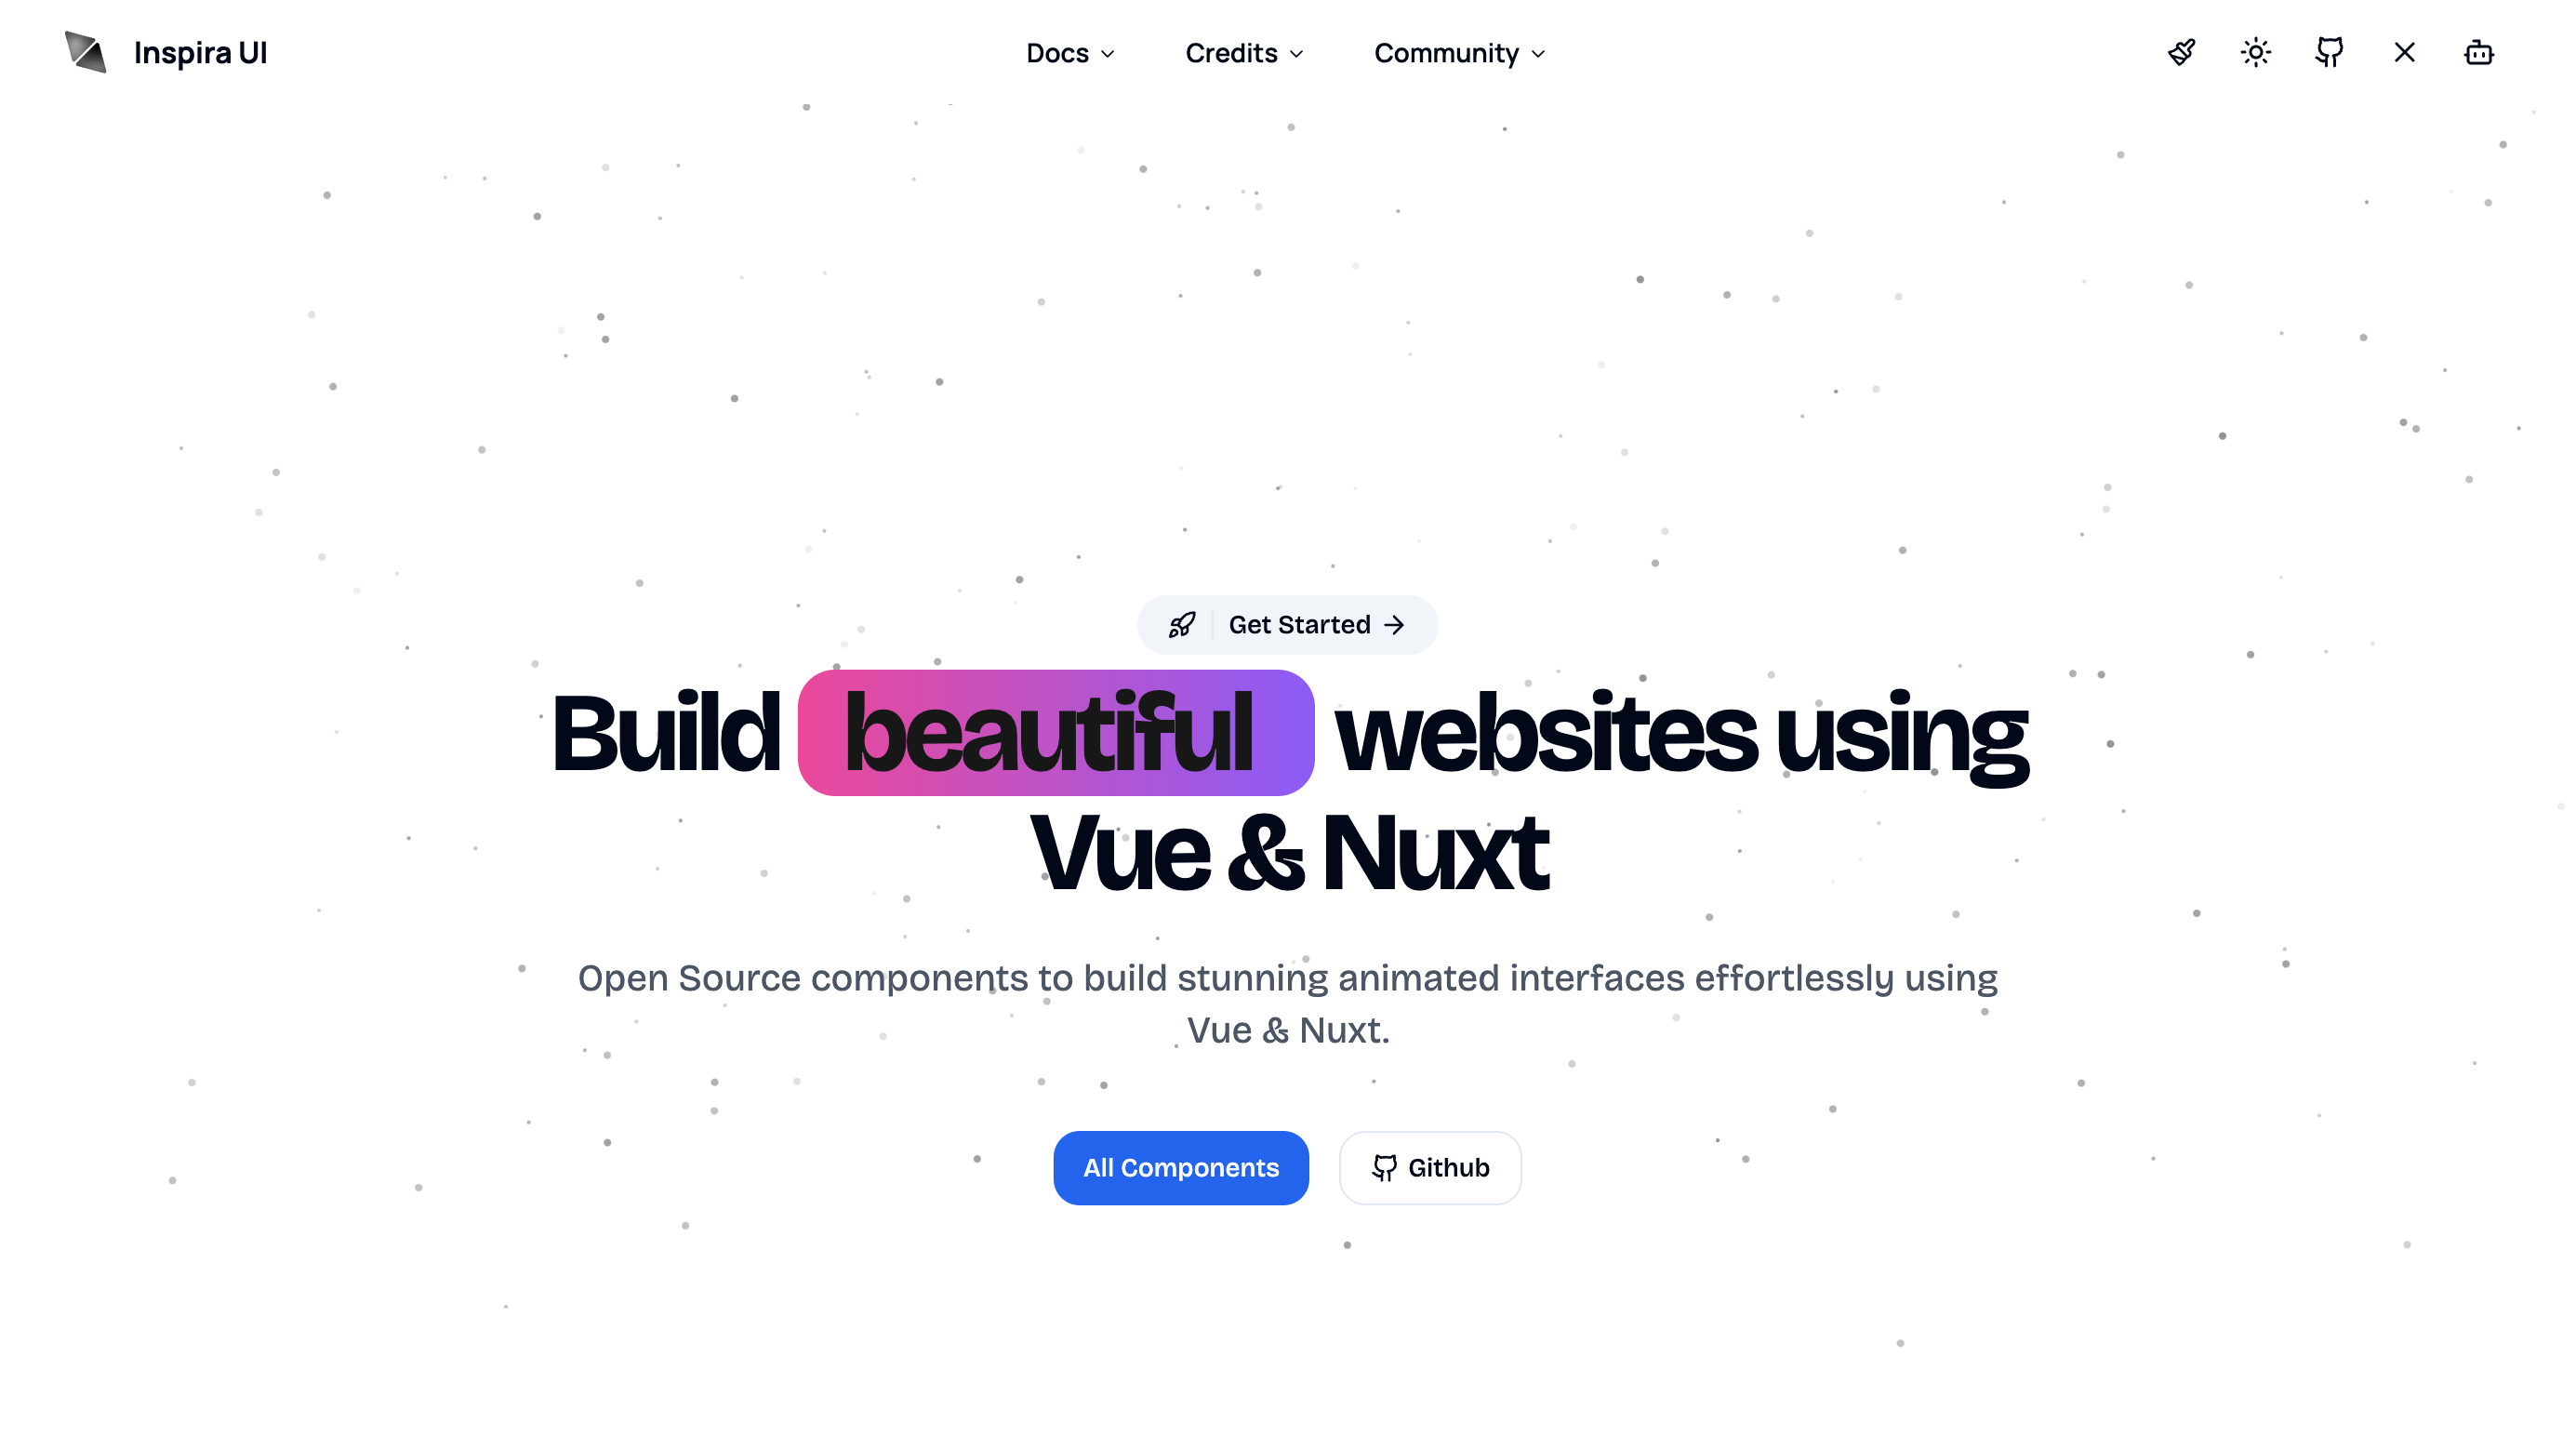 Inspira UI
Docs Credits Community
Get Started
Build beautiful websites using
Vue & Nuxt
Open Source components to build stunning animated interfaces effortlessly using
Vue & Nuxt.
All Components Github